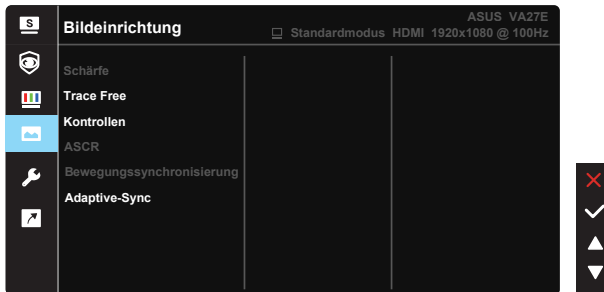 S
Bildeinrichtung
ASUS VA27E
Standardmodus HDMI 1920x1080 @ 100Hz
Schärfe
Trace Free
Kontrollen
ASCR
Bewegungssynchronisierung
Adaptive-Sync